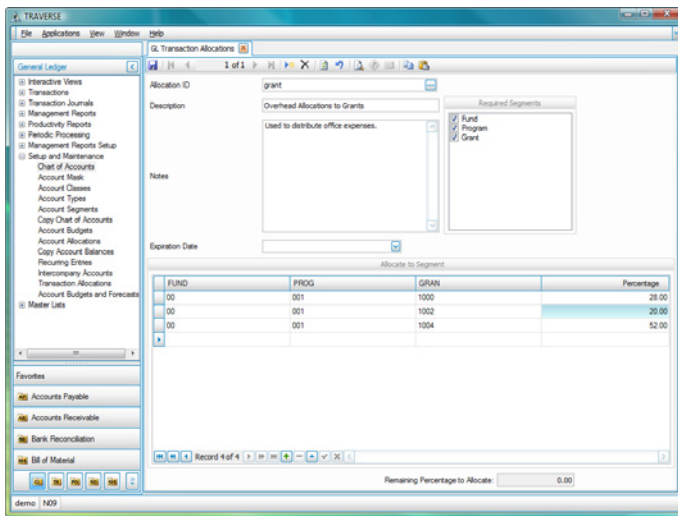 TRAVERSE
File Applications View Window Help
GL Transaction Allocations
General Ledger
1 of 1
Interactive Views
Transactions
Transaction Journals
Management Reports
Productivity Reports
Periodic Processing
Management Reports Setup
Setup and Maintenance
Chart of Accounts
Account Mask
Account Classes
Account Types
Account Segments
Copy Chart of Accounts
Account Budgets
Account Allocations
Copy Account Balances
Recurring Entries
Intercompany Accounts
Transaction Allocations
Account Budgets and Forecasts
Master Lists
Favorites
Accounts Payable
Accounts Receivable
Bank Reconciliation
Bill of Material
Allocation ID grant
Description Overhead Allocations to Grants
Required Segments
Fund
Program
Grant
Notes Used to distribute office expenses.
Expiration Date
Allocate to Segment
FUND PROG GRAN Percentage
00 001 1000 28.00
00 001 1002 20.00
00 001 1004 52.00
Record 4 of 4
Remaining Percentage to Allocate: 0.00
demo N09